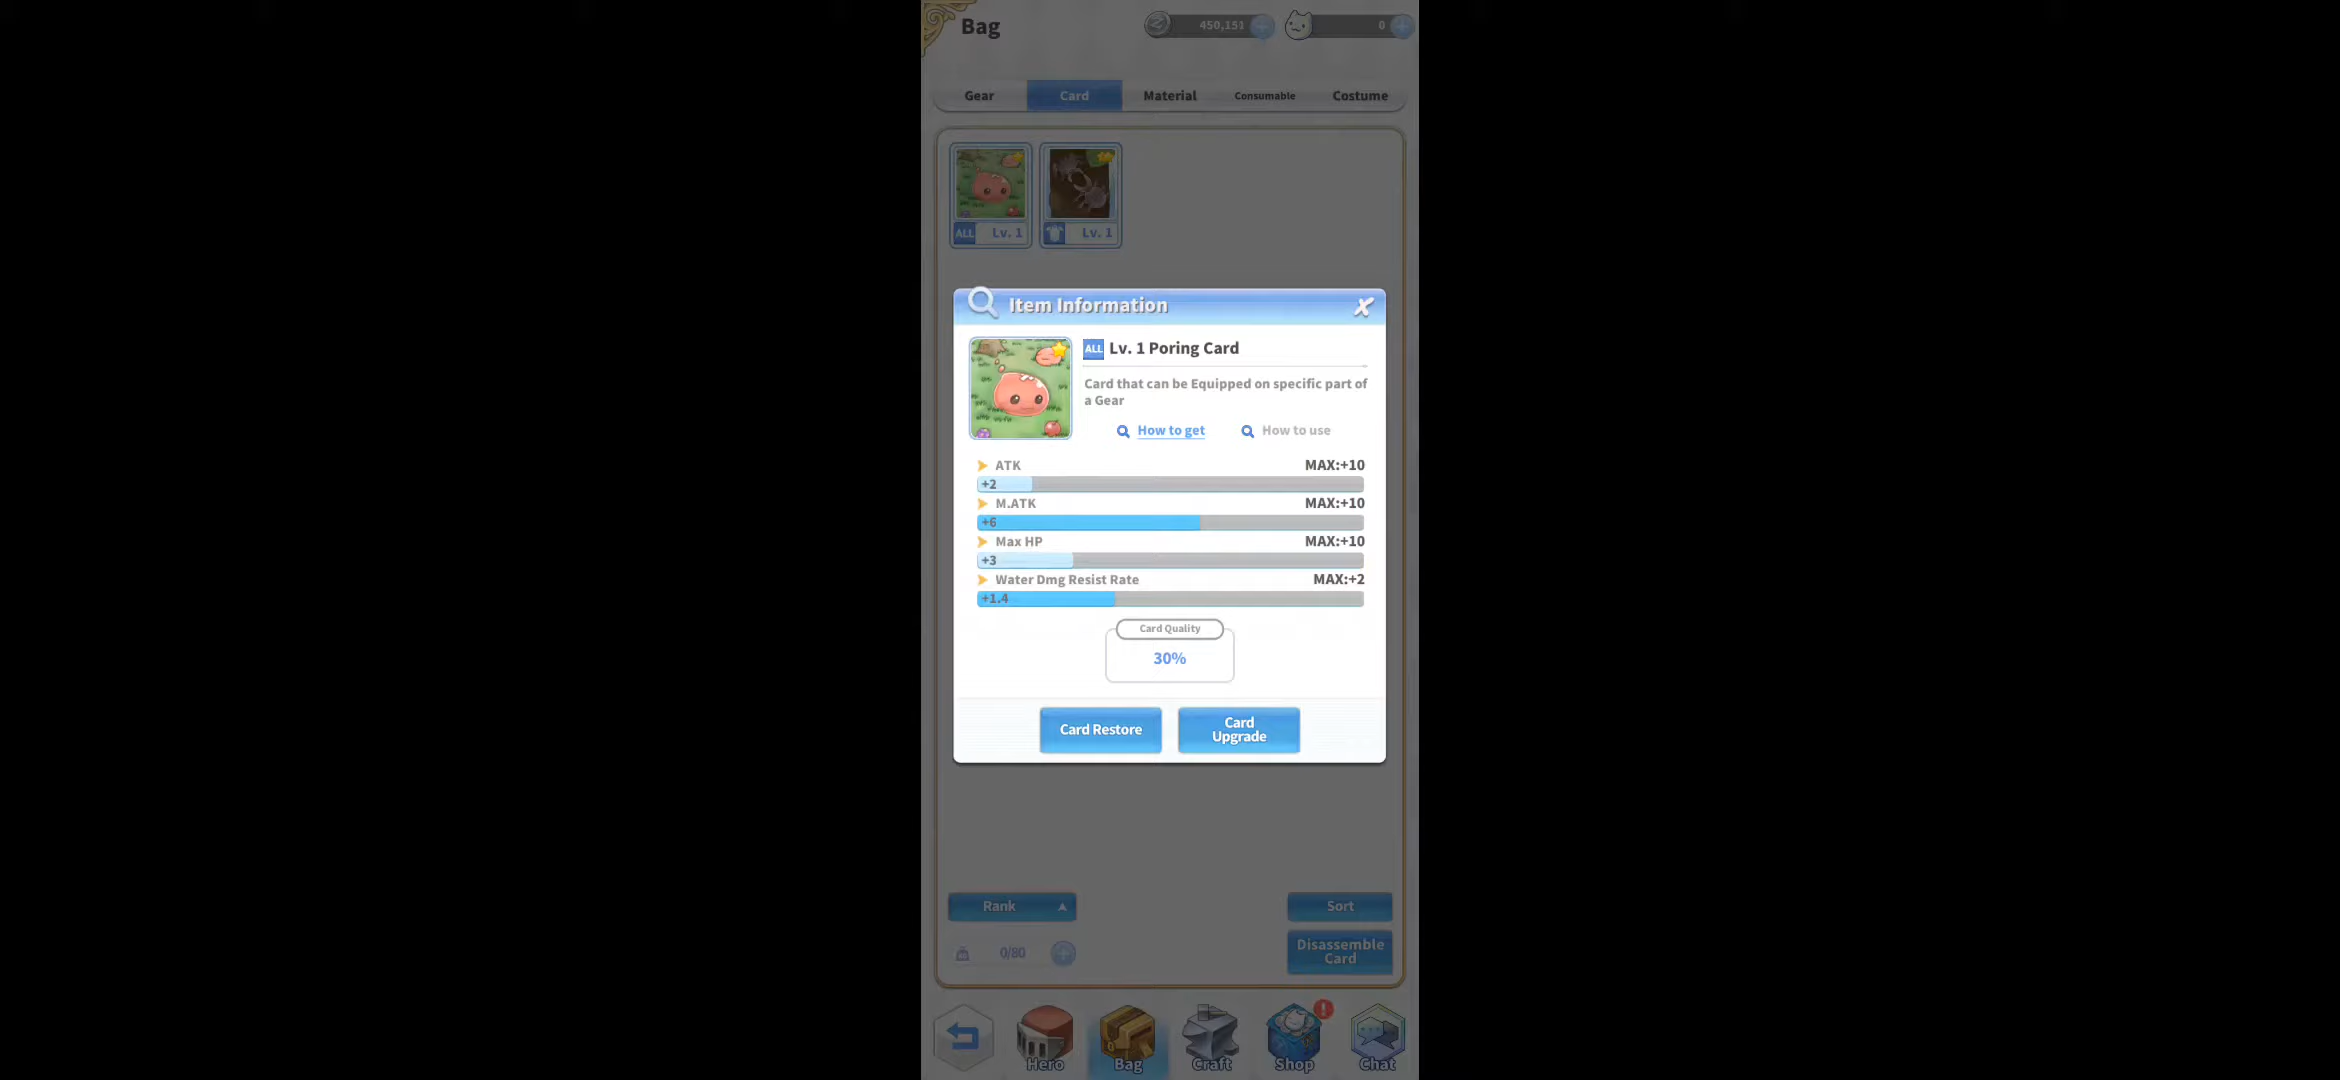 Bag
450,151
0
Gear
Card
Material
Consumable
Costume
ALL Lv. 1
Lv. 1
Item Information
ALL Lv. 1 Poring Card
Card that can be Equipped on specific part of
a Gear
How to get
How to use
ATK MAX:+10
+2
M.ATK MAX:+10
+6
Max HP MAX:+10
+3
Water Dmg Resist Rate MAX:+2
+1.4
Card Quality
30%
Card Restore
Card
Upgrade
Rank
Sort
0/80
Disassemble
Card
Hero
Bag
Craft
Shop
Chat